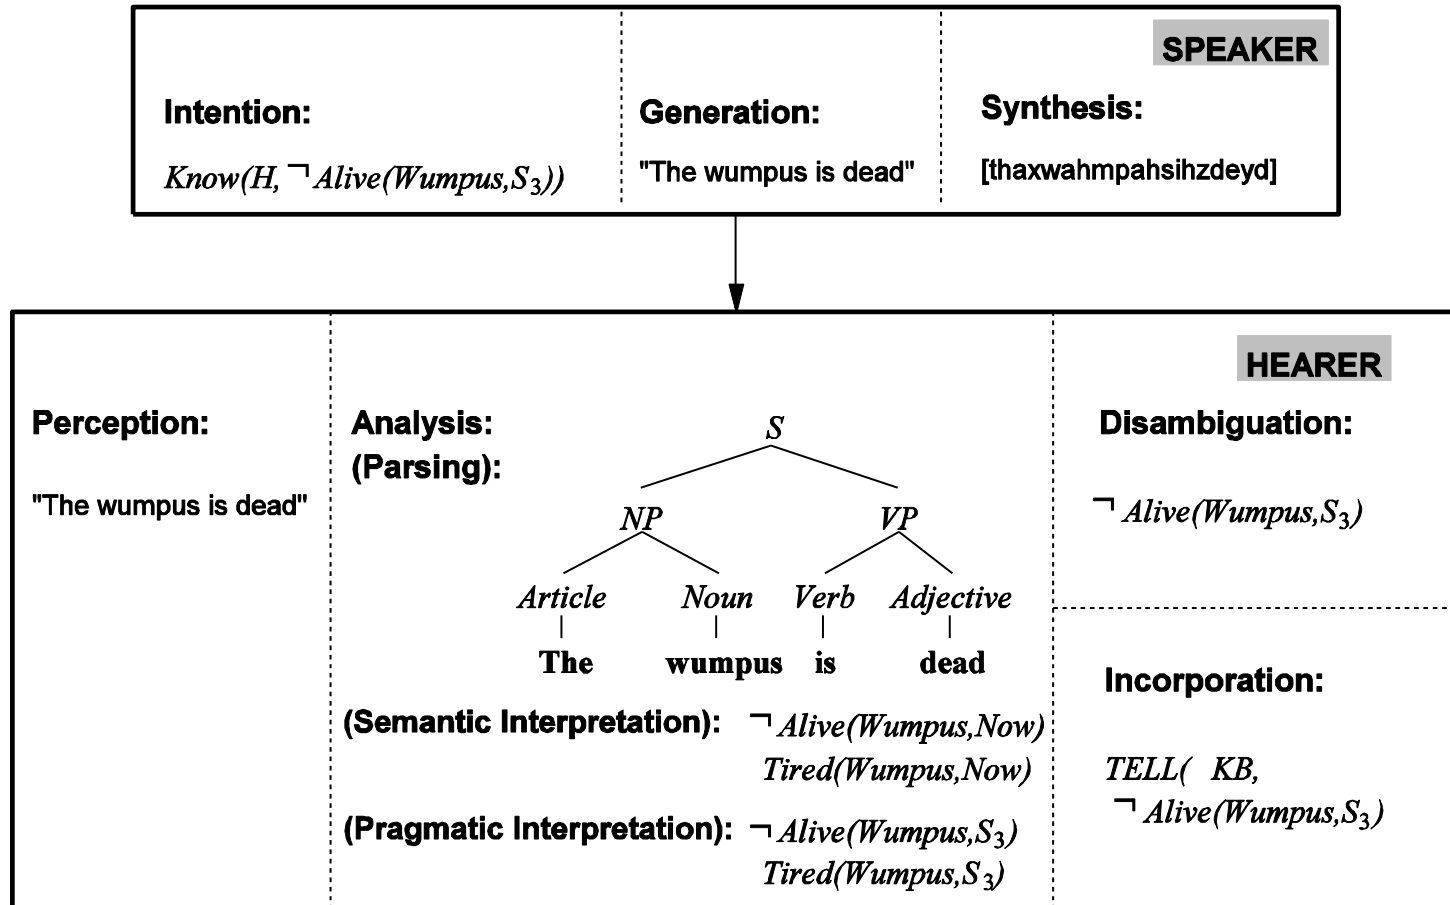 SPEAKER
Intention:
Know(H, ¬ Alive(Wumpus,S3))
Generation:
"The wumpus is dead"
Synthesis:
[thaxwahmpahsihzdeyd]
HEARER
Perception:
"The wumpus is dead"
Analysis:
(Parsing):
S
NP VP
Article Noun Verb Adjective
The wumpus is dead
(Semantic Interpretation): ¬ Alive(Wumpus,Now)
Tired(Wumpus,Now)
(Pragmatic Interpretation): ¬ Alive(Wumpus,S3)
Tired(Wumpus,S3)
Disambiguation:
¬ Alive(Wumpus,S3)
Incorporation:
TELL( KB,
¬ Alive(Wumpus,S3)